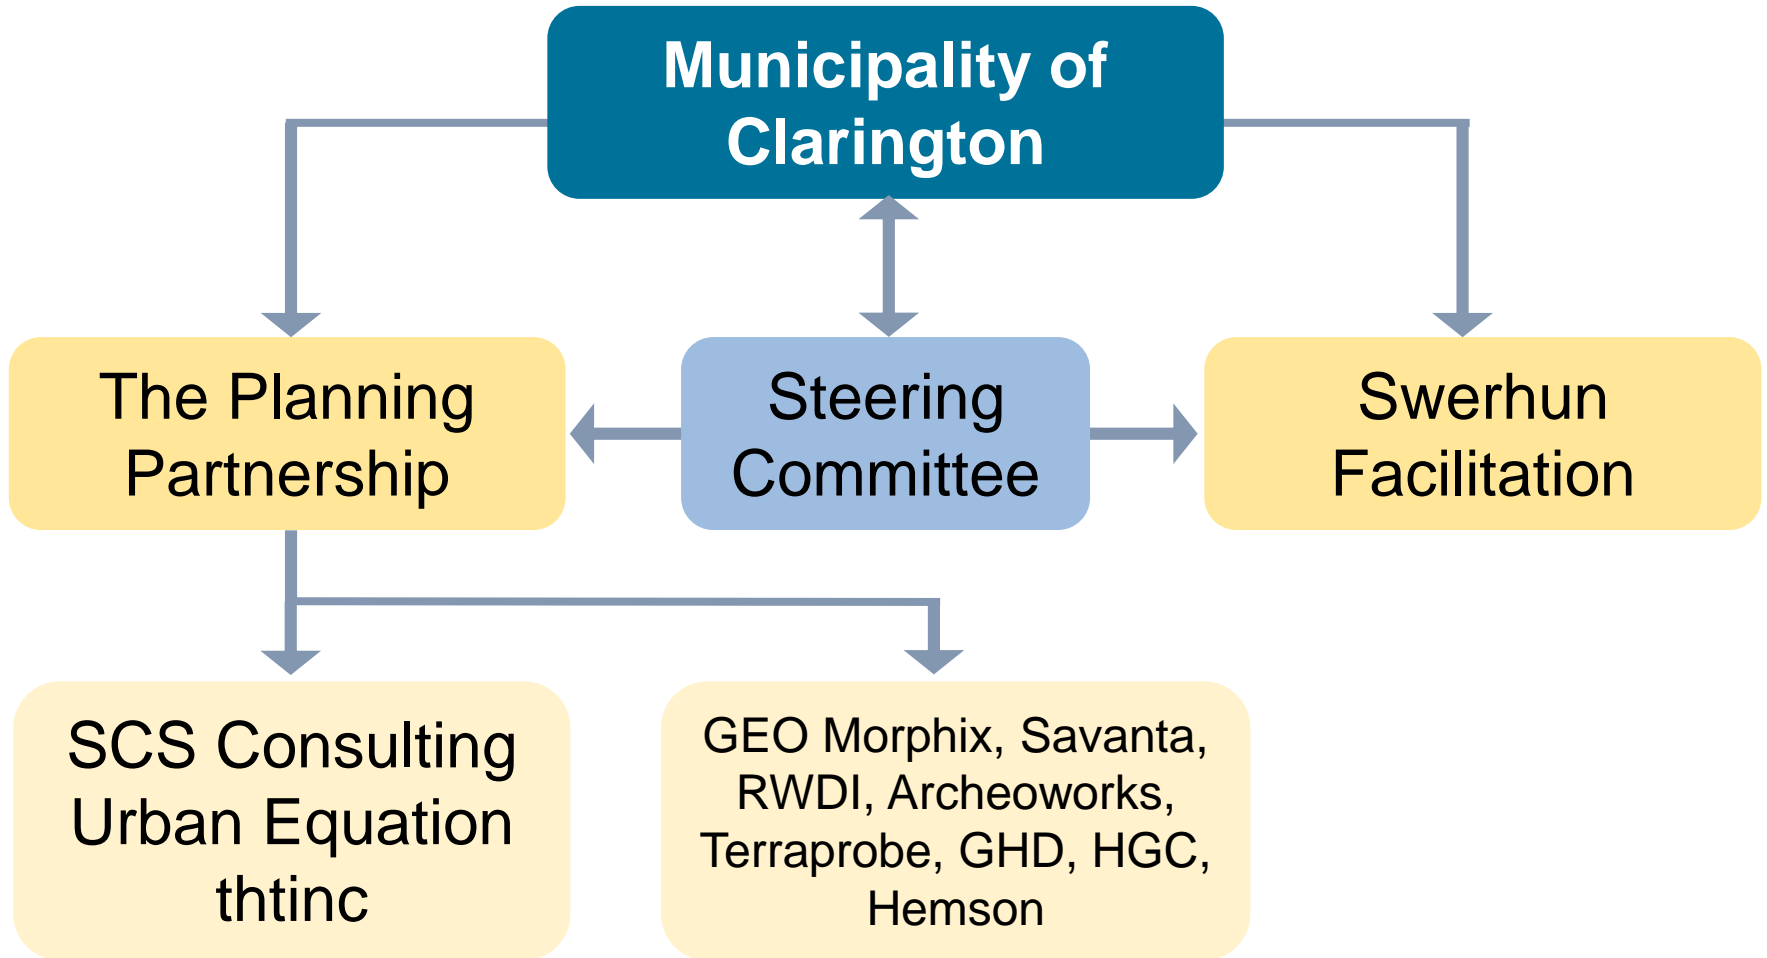 Municipality of
Clarington
The Planning
Partnership
Steering
Committee
Swerhun
Facilitation
SCS Consulting
Urban Equation
thtinc
GEO Morphix, Savanta,
RWDI, Archeoworks,
Terraprobe, GHD, HGC,
Hemson